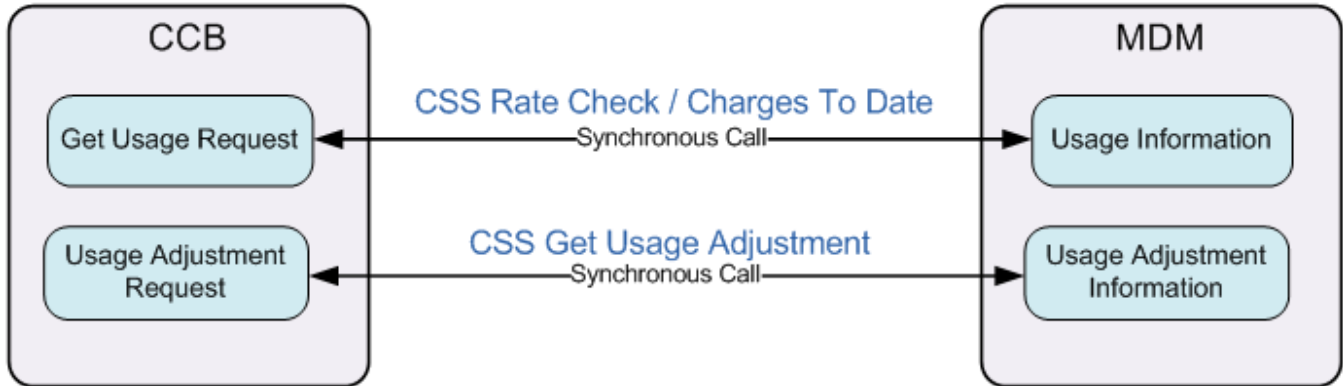 CCB
MDM
CSS Rate Check / Charges To Date
Get Usage Request
Synchronous Call
Usage Information
CSS Get Usage Adjustment
Usage Adjustment
Request
Synchronous Call
Usage Adjustment
Information